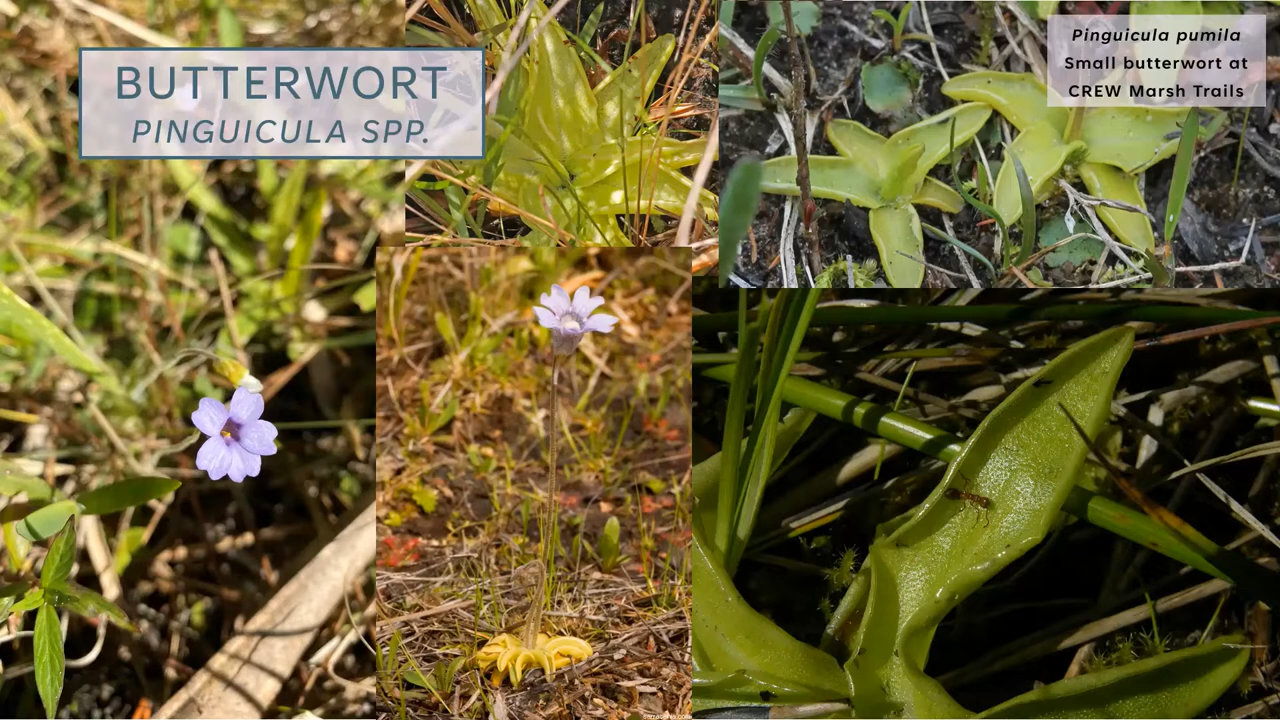 BUTTERWORT
PINGUICULA SPP.
Pinguicula pumila
Small butterwort at
CREW Marsh Trails